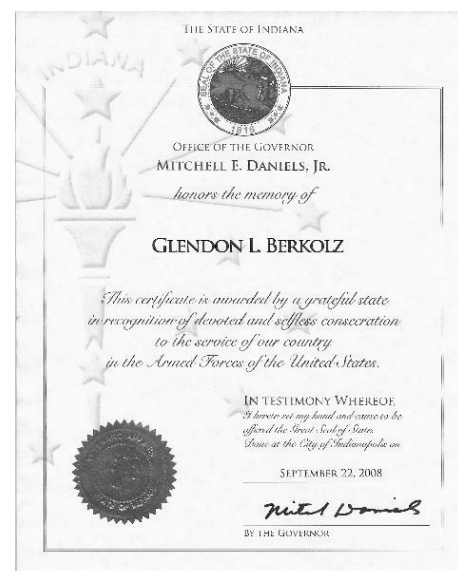 THE STATE OF INDIANA
INDIANA
SEAL OF THE STATE OF INDIANA
1816
OFFICE OF THE GOVERNOR
MITCHELL E. DANIELS, JR.
honors the memory of
GLENDON L. BERKOLZ
This certificate is awarded by a grateful state
in recognition of devoted and selfless consecration
to the service of our country
in the Armed Forces of the United States.
IN TESTIMONY WHEREOF,
I hereto set my hand and cause to be
affixed the Great Seal of State.
Done at the City of Indianapolis on
SEPTEMBER 22, 2008
Mitch Daniels
BY THE GOVERNOR